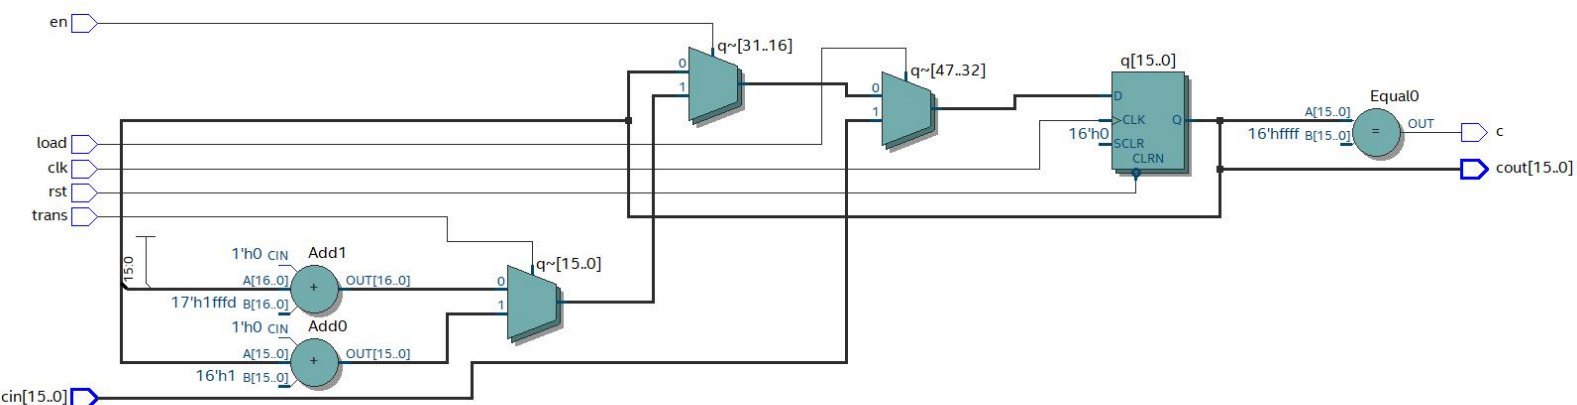 en
load
clk
rst
trans
cin[15..0]
15:0
1'h0 CIN
Add1
A[16..0]
OUT[16..0]
17'h1fffd B[16..0]
+
1'h0 CIN
Add0
A[15..0]
OUT[15..0]
16'h1 B[15..0]
+
q~[15..0]
0
1
q~[31..16]
0
1
q~[47..32]
0
1
q[15..0]
D
>CLK
Q
16'h0
SCLR
CLRN
Equal0
A[15..0]
16'hffff B[15..0]
=
OUT
c
cout[15..0]